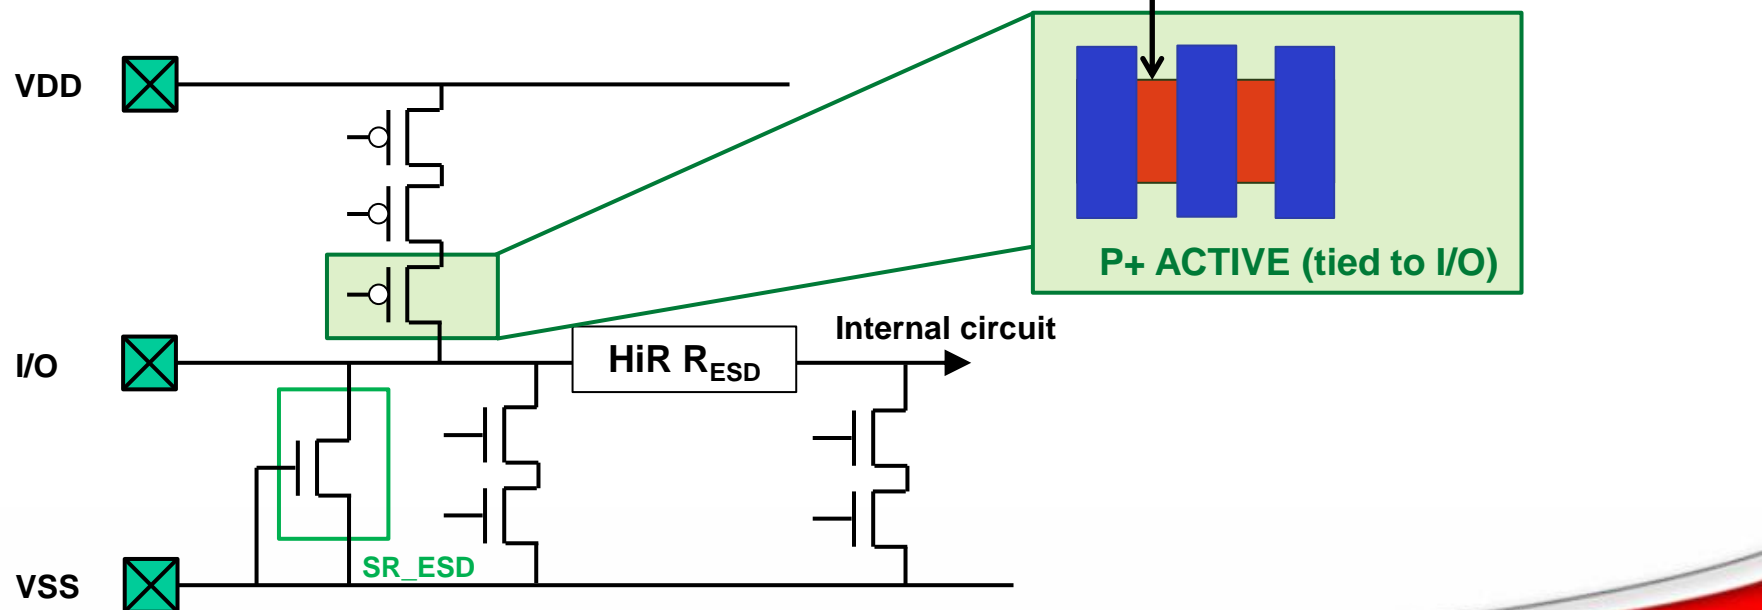 VDD
P+ ACTIVE (tied to I/O)
Internal circuit
I/O
HiR RESD
SR_ESD
VSS